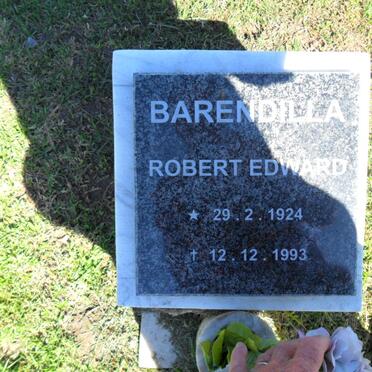 BARENDILLA
ROBERT EDWARD
★ 29.2.1924
† 12.12.1993